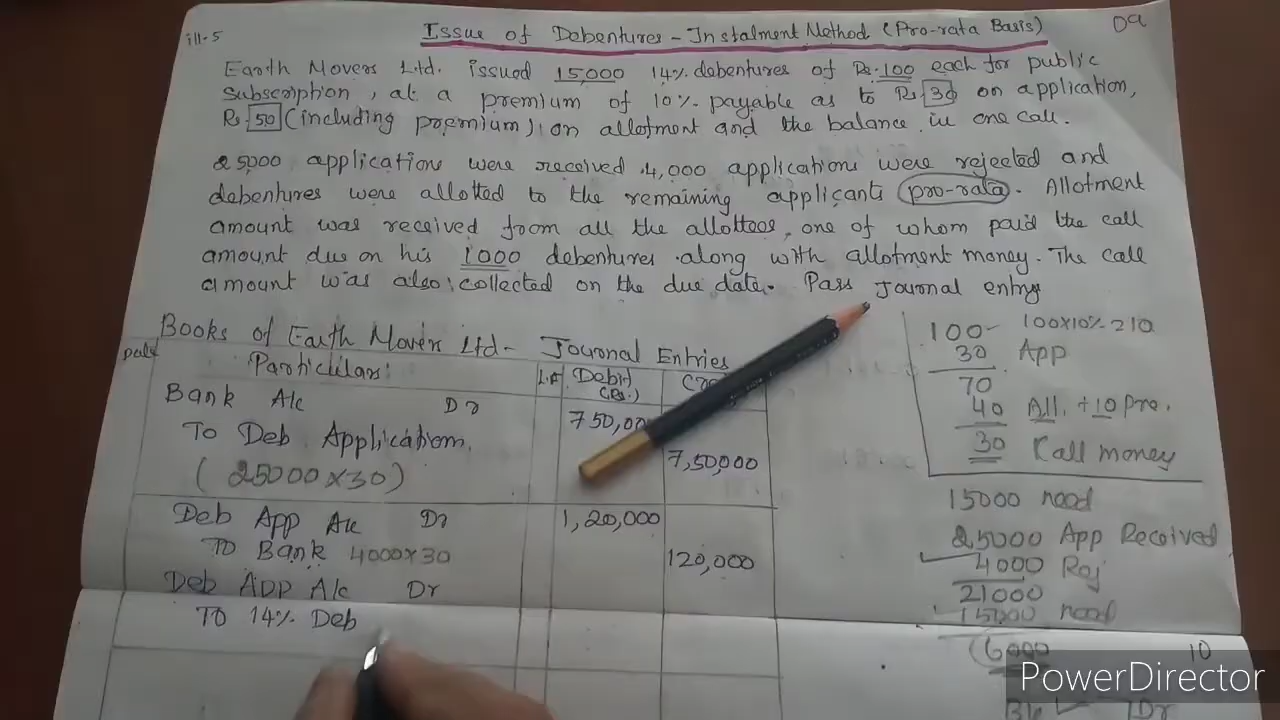 ill-5
Issue of Debentures - Instalment Method (Pro-rata Basis)
Earth Movers Ltd. issued 15,000 14% debentures of Rs.100 each for public
Subscription, at a premium of 10% payable as to Rs 30 on application,
Rs 50 (including premium) on allotment and the balance in one call.
25000 application were received 4,000 applications were rejected and
debentures were allotted to the remaining applicants pro-rata. Allotment
amount was received from all the allottees, one of whom paid the call
amount due on his 1000 debentures along with allotment money. The call
amount was also collected on the due date. Pass Journal entry
Books of Earth Movers Ltd - Journal Entries
Date Particulars: L.F Debit (Rs.)
Bank A/c Dr
To Deb Application 7,50,000
(25000×30)
Deb App A/c Dr 1,20,000
To Bank 4000×30 120,000
Deb App A/c Dr
To 14% Deb
100 100×10% = 10
30 App
70
40 All. + 10 Pre.
30 Call money
15000 need
25000 App Received
4000 Rej
21000
15000 need
6000 10
PowerDirector